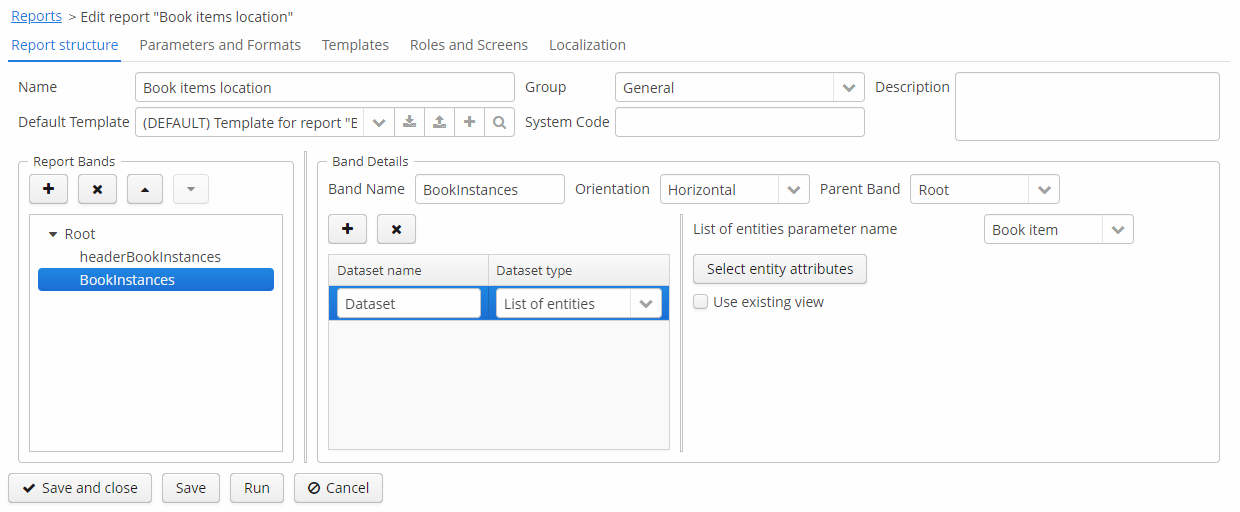 Reports > Edit report "Book items location"
Report structure Parameters and Formats Templates Roles and Screens Localization
Name Book items location Group General Description
Default Template (DEFAULT) Template for report "E System Code
Report Bands
Band Details
Band Name BookInstances Orientation Horizontal Parent Band Root
Root
headerBookInstances
BookInstances
Dataset name Dataset type
Dataset List of entities
List of entities parameter name Book item
Select entity attributes
Use existing view
Save and close Save Run Cancel